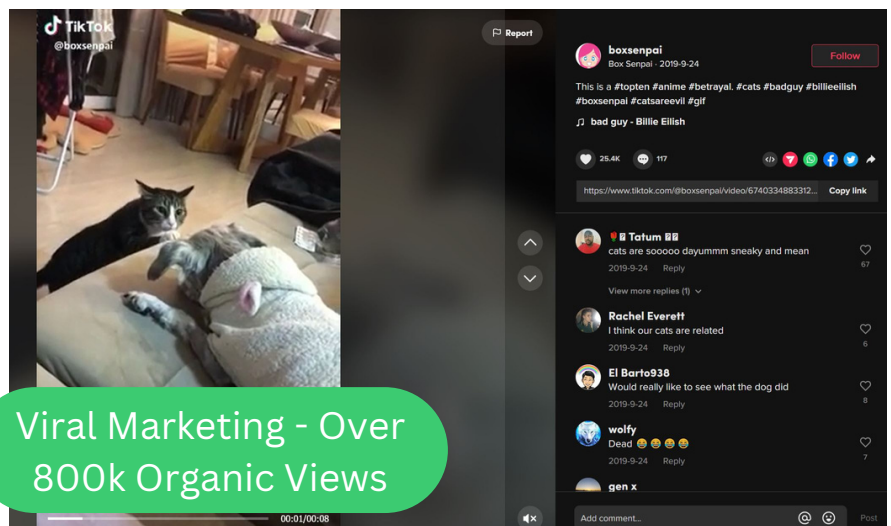 TikTok
@boxsenpai
Report
boxsenpai
Box Senpai · 2019-9-24
Follow
This is a #topten #anime #betrayal. #cats #badguy #billieeilish
#boxsenpai #catsareevil #gif
bad guy - Billie Eilish
25.4K
117
https://www.tiktok.com/@boxsenpai/video/6740334883312...
Copy link
Tatum
cats are sooooo dayummm sneaky and mean
2019-9-24 Reply
67
View more replies (1)
Rachel Everett
I think our cats are related
2019-9-24 Reply
6
El Barto938
Would really like to see what the dog did
2019-9-24 Reply
8
wolfy
Dead 😂😂😂😂
2019-9-24 Reply
7
gen x
Add comment...
Post
Viral Marketing - Over
800k Organic Views
00:01/00:08